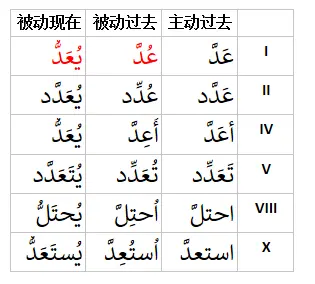 被动现在 被动过去 主动过去
يُعَدُّ عُدَّ عَدَّ I
يُعَدَّد عُدِّد عَدَّد II
يُعَدُّ أُعِدَّ أعَدَّ IV
يُتَعَدَّد تُعَدِّد تَعَدِّد V
يُحتَلُّ اُحتِلَّ احتلَّ VIII
يُستَعَدُّ اُستُعِدَّ استعدَّ X